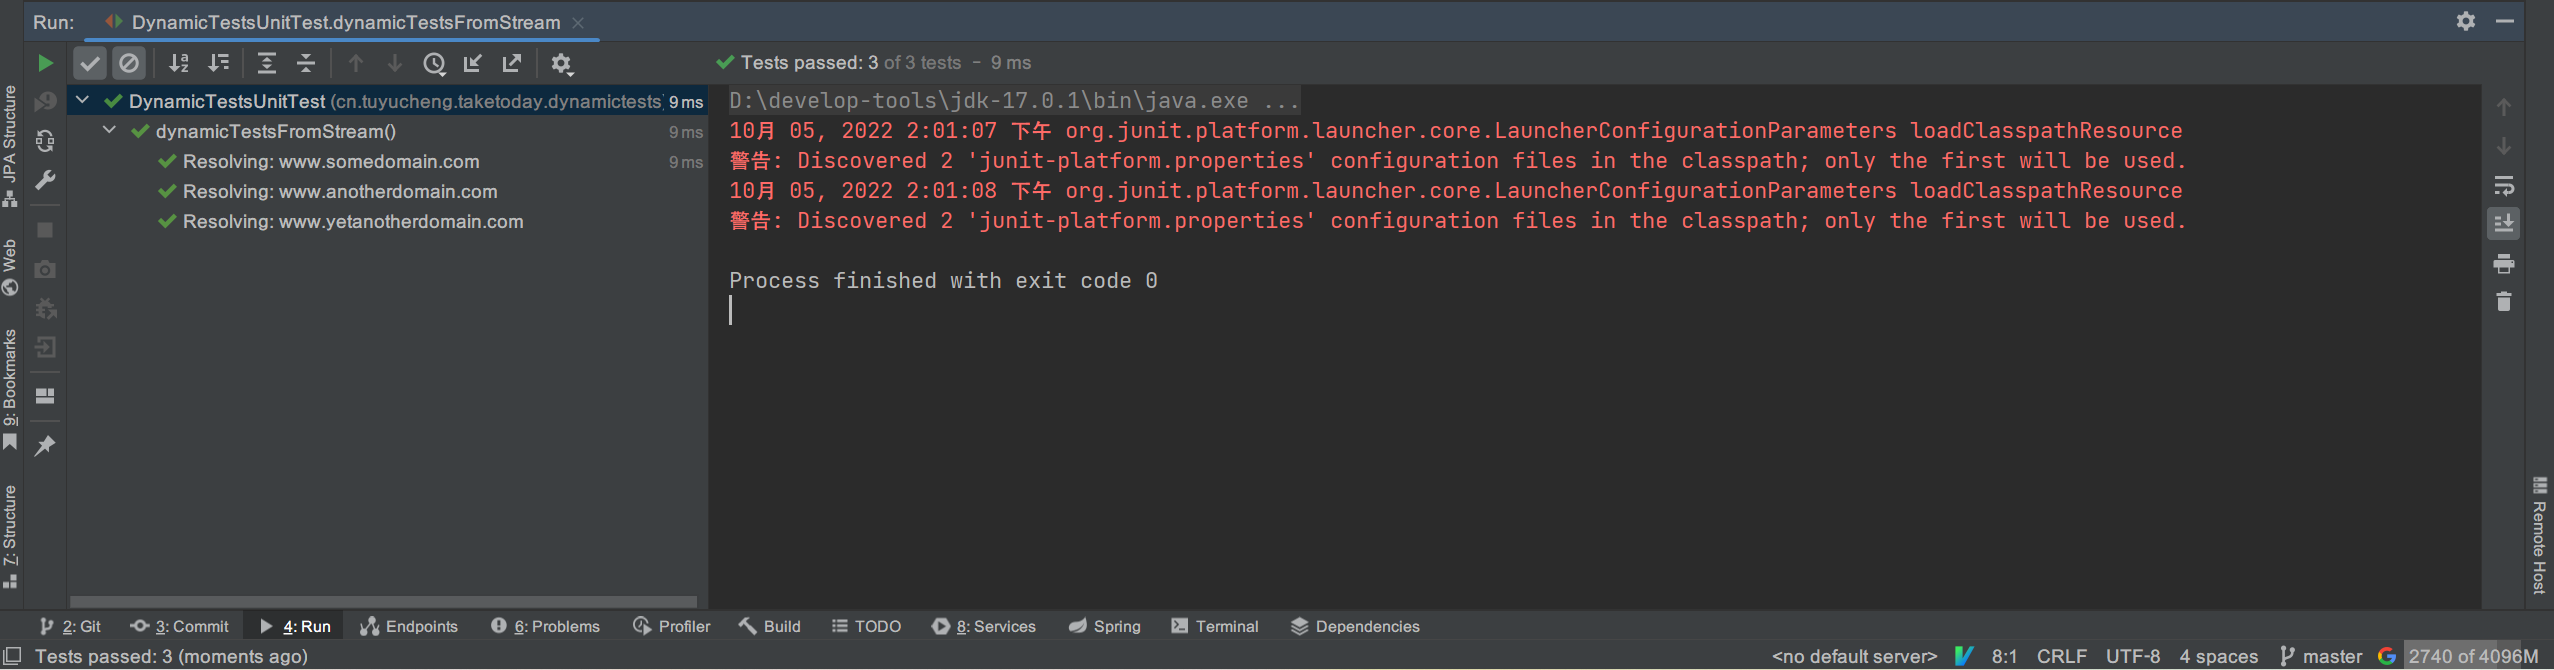 Run: DynamicTestsUnitTest.dynamicTestsFromStream
Tests passed: 3 of 3 tests – 9 ms
DynamicTestsUnitTest (cn.tuyucheng.taketoday.dynamictests) 9 ms
dynamicTestsFromStream() 9 ms
Resolving: www.somedomain.com 9 ms
Resolving: www.anotherdomain.com
Resolving: www.yetanotherdomain.com
D:\develop-tools\jdk-17.0.1\bin\java.exe ...
10月 05, 2022 2:01:07 下午 org.junit.platform.launcher.core.LauncherConfigurationParameters loadClasspathResource
警告: Discovered 2 'junit-platform.properties' configuration files in the classpath; only the first will be used.
10月 05, 2022 2:01:08 下午 org.junit.platform.launcher.core.LauncherConfigurationParameters loadClasspathResource
警告: Discovered 2 'junit-platform.properties' configuration files in the classpath; only the first will be used.
Process finished with exit code 0
JPA Structure
Web
9: Bookmarks
7: Structure
Remote Host
2: Git 3: Commit 4: Run Endpoints 6: Problems Profiler Build TODO 8: Services Spring Terminal Dependencies
Tests passed: 3 (moments ago) <no default server> 8:1 CRLF UTF-8 4 spaces master 2740 of 4096M